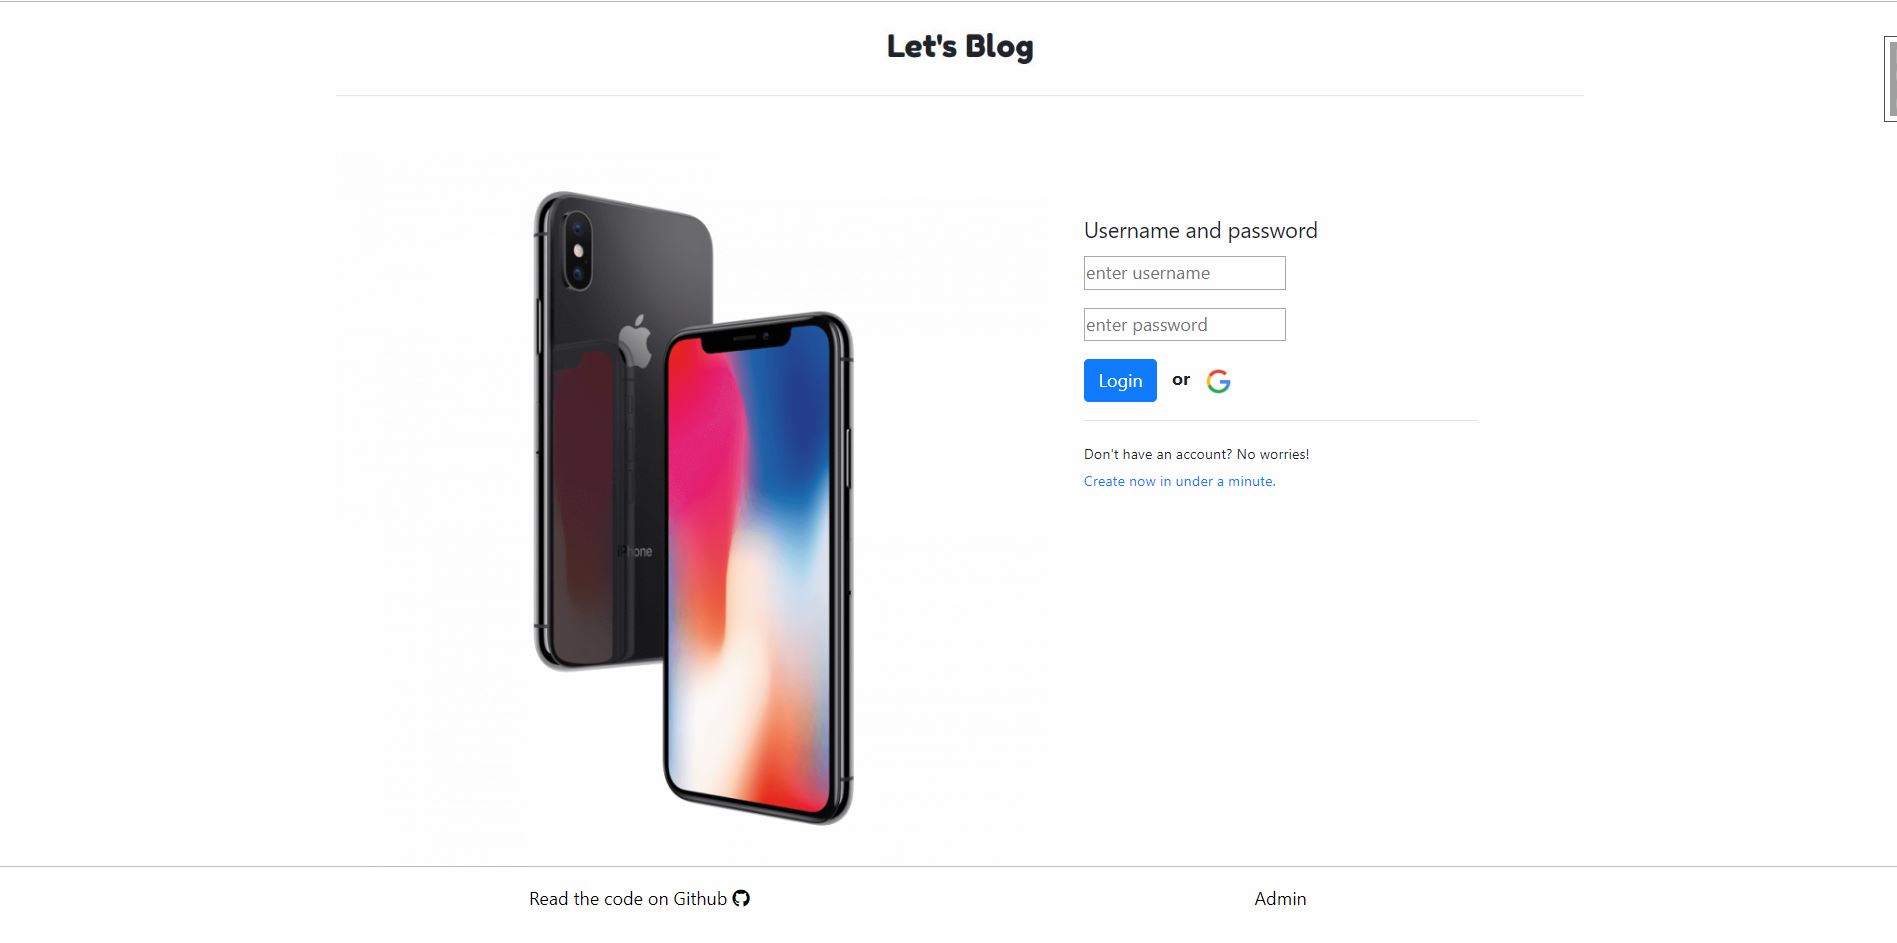 Let's Blog
Username and password
enter username
enter password
Login or
Don't have an account? No worries!
Create now in under a minute.
iPhone
Read the code on Github
Admin